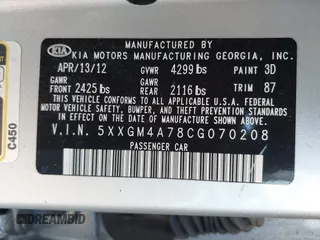 MANUFACTURED BY
KIA KIA MOTORS MANUFACTURING GEORGIA, INC.
APR/13/12 GVWR 4299 lbs PAINT 3D
GAWR FRONT 2425 lbs GAWR REAR 2116 lbs TRIM 87
THIS VEHICLE CONFORMS TO ALL APPLICABLE FEDERAL MOTOR
VEHICLE SAFETY, BUMPER, AND THEFT PREVENTION STANDARDS
IN EFFECT ON THE DATE OF MANUFACTURE SHOWN ABOVE.
V.I.N. 5XXGM4A78CG070208
PASSENGER CAR
C450
CIDREAMBID